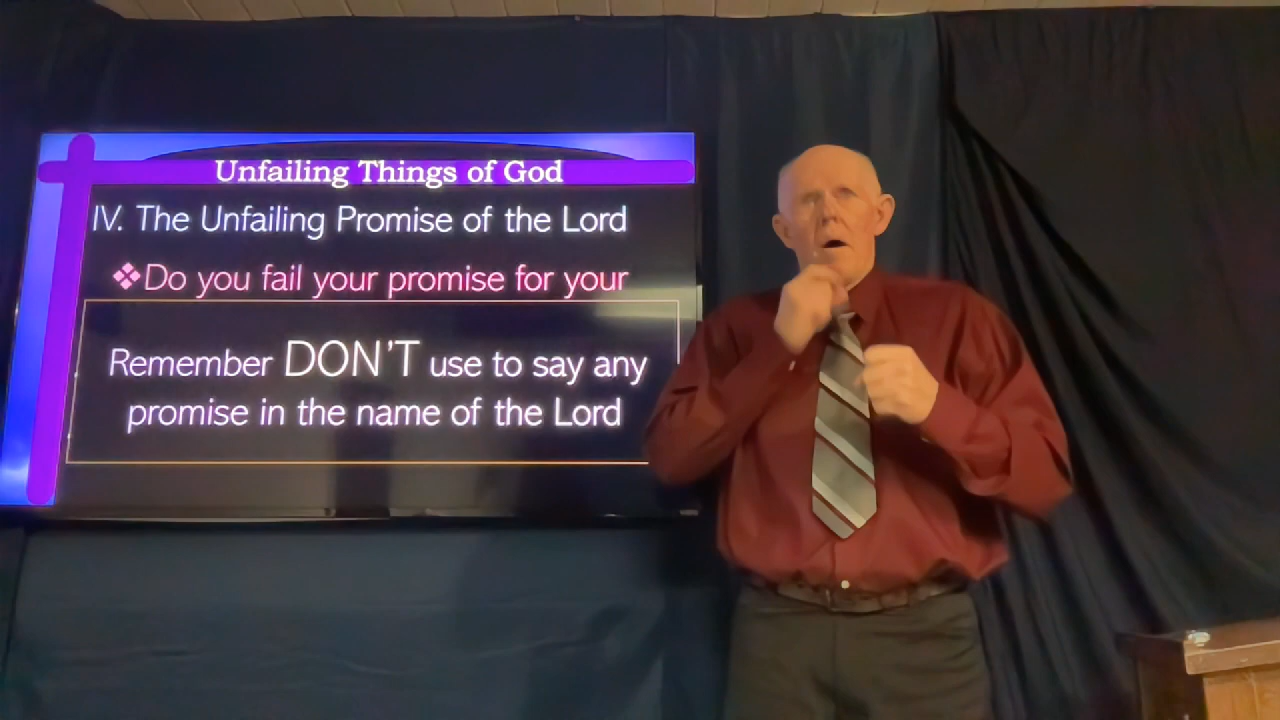 Unfailing Things of God
IV. The Unfailing Promise of the Lord
❖Do you fail your promise for your
Remember DON'T use to say any
promise in the name of the Lord